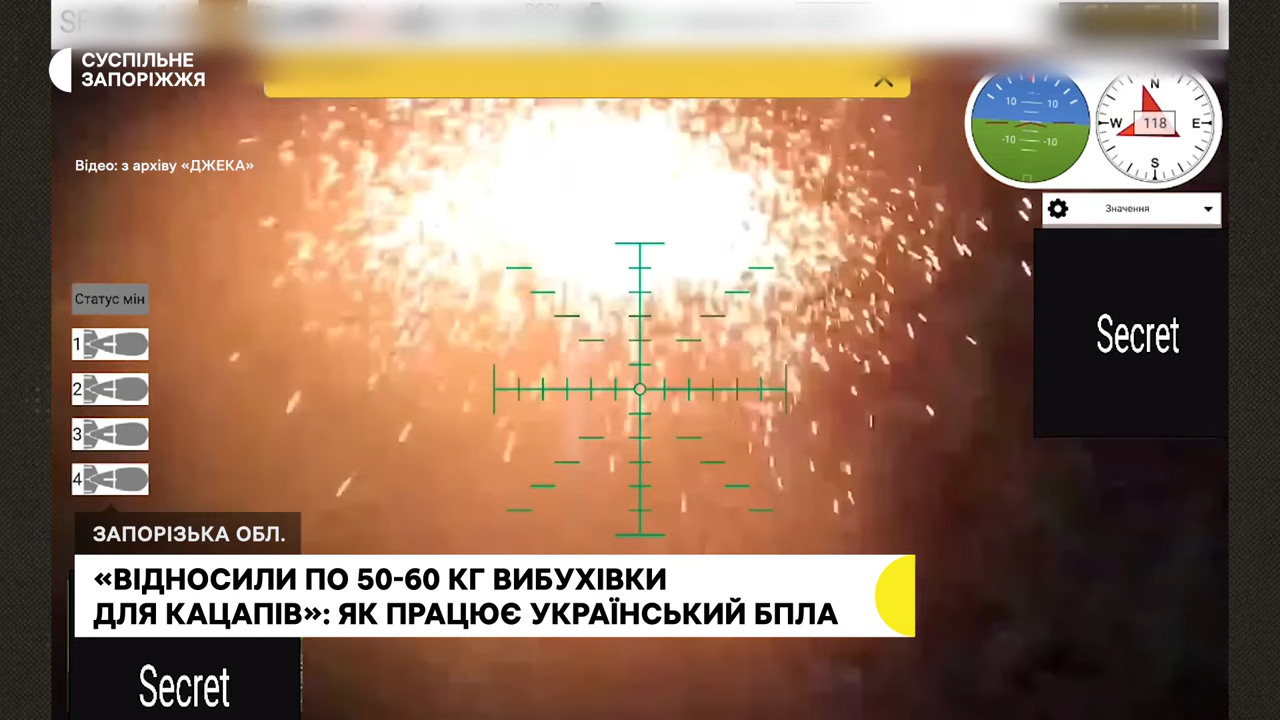 СУСПІЛЬНЕ
ЗАПОРІЖЖЯ
Відео: з архіву «ДЖЕКА»
10 10
-10 -10
N
W 118 E
S
Значення
Secret
Статус мін
1
2
3
4
ЗАПОРІЗЬКА ОБЛ.
«ВІДНОСИЛИ ПО 50-60 КГ ВИБУХІВКИ
ДЛЯ КАЦАПІВ»: ЯК ПРАЦЮЄ УКРАЇНСЬКИЙ БПЛА
Secret